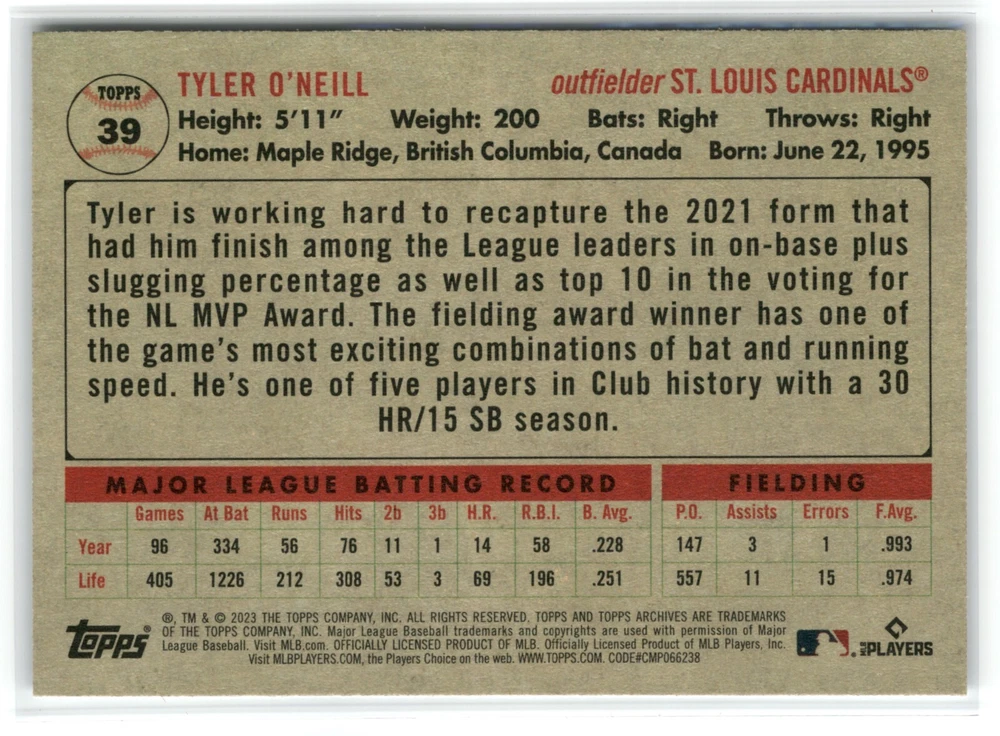 TOPPS
39
TYLER O'NEILL outfielder ST. LOUIS CARDINALS®
Height: 5'11" Weight: 200 Bats: Right Throws: Right
Home: Maple Ridge, British Columbia, Canada Born: June 22, 1995
Tyler is working hard to recapture the 2021 form that
had him finish among the League leaders in on-base plus
slugging percentage as well as top 10 in the voting for
the NL MVP Award. The fielding award winner has one of
the game's most exciting combinations of bat and running
speed. He's one of five players in Club history with a 30
HR/15 SB season.
MAJOR LEAGUE BATTING RECORD FIELDING
Games At Bat Runs Hits 2b 3b H.R. R.B.I. B. Avg. P.O. Assists Errors F.Avg.
Year 96 334 56 76 11 1 14 58 .228 147 3 1 .993
Life 405 1226 212 308 53 3 69 196 .251 557 11 15 .974
topps®
®, TM & © 2023 THE TOPPS COMPANY, INC. ALL RIGHTS RESERVED. TOPPS AND TOPPS ARCHIVES ARE TRADEMARKS
OF THE TOPPS COMPANY, INC. Major League Baseball trademarks and copyrights are used with permission of Major
League Baseball. Visit MLB.com. OFFICIALLY LICENSED PRODUCT OF MLB. Officially Licensed Product of MLB Players, Inc.
Visit MLBPLAYERS.COM, the Players Choice on the web. WWW.TOPPS.COM. CODE#CMP066238
MLB PLAYERS